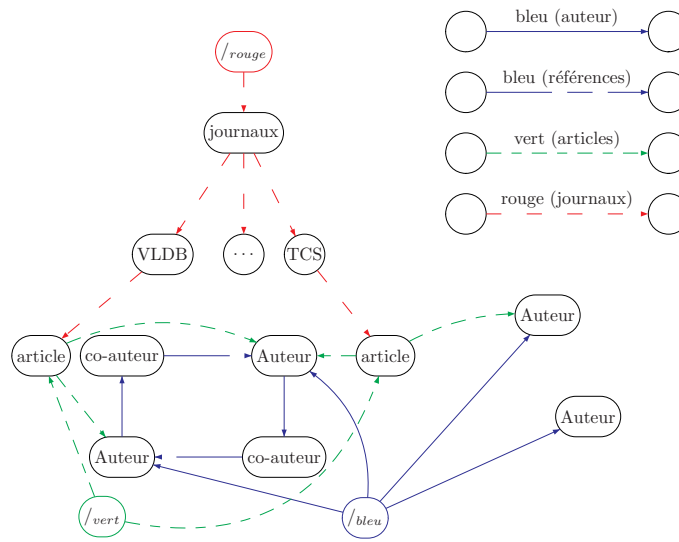 bleu (auteur)
/rouge
bleu (références)
journaux
vert (articles)
rouge (journaux)
VLDB
...
TCS
Auteur
article
co-auteur
Auteur
article
Auteur
Auteur
co-auteur
/vert
/bleu